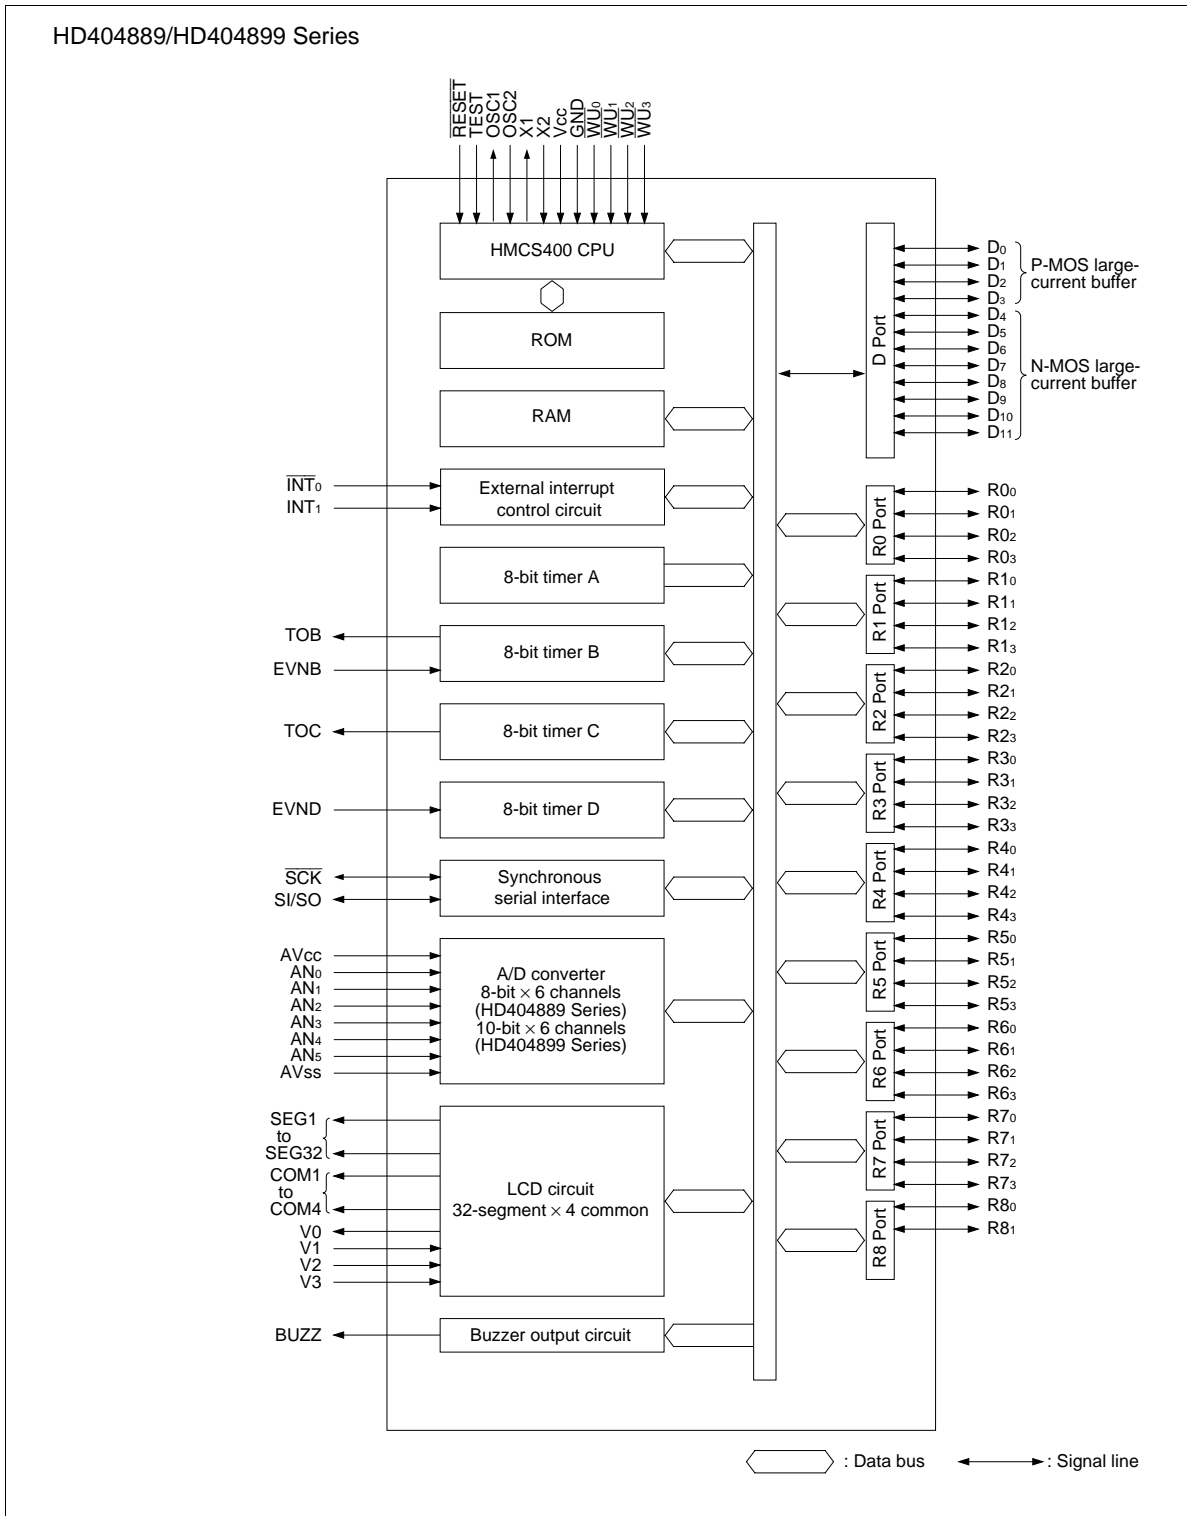 HD404889/HD404899 Series
RESET
TEST
OSC1
OSC2
X1
X2
Vcc
GND
WU0
WU1
WU2
WU3
HMCS400 CPU
ROM
RAM
External interrupt
control circuit
8-bit timer A
8-bit timer B
8-bit timer C
8-bit timer D
Synchronous
serial interface
A/D converter
8-bit × 6 channels
(HD404889 Series)
10-bit × 6 channels
(HD404899 Series)
LCD circuit
32-segment × 4 common
Buzzer output circuit
INT0
INT1
TOB
EVNB
TOC
EVND
SCK
SI/SO
AVcc
AN0
AN1
AN2
AN3
AN4
AN5
AVss
SEG1
to
SEG32
COM1
to
COM4
V0
V1
V2
V3
BUZZ
D Port
D0
D1
D2
D3
D4
D5
D6
D7
D8
D9
D10
D11
P-MOS large-
current buffer
N-MOS large-
current buffer
R0 Port
R00
R01
R02
R03
R1 Port
R10
R11
R12
R13
R2 Port
R20
R21
R22
R23
R3 Port
R30
R31
R32
R33
R4 Port
R40
R41
R42
R43
R5 Port
R50
R51
R52
R53
R6 Port
R60
R61
R62
R63
R7 Port
R70
R71
R72
R73
R8 Port
R80
R81
: Data bus
: Signal line